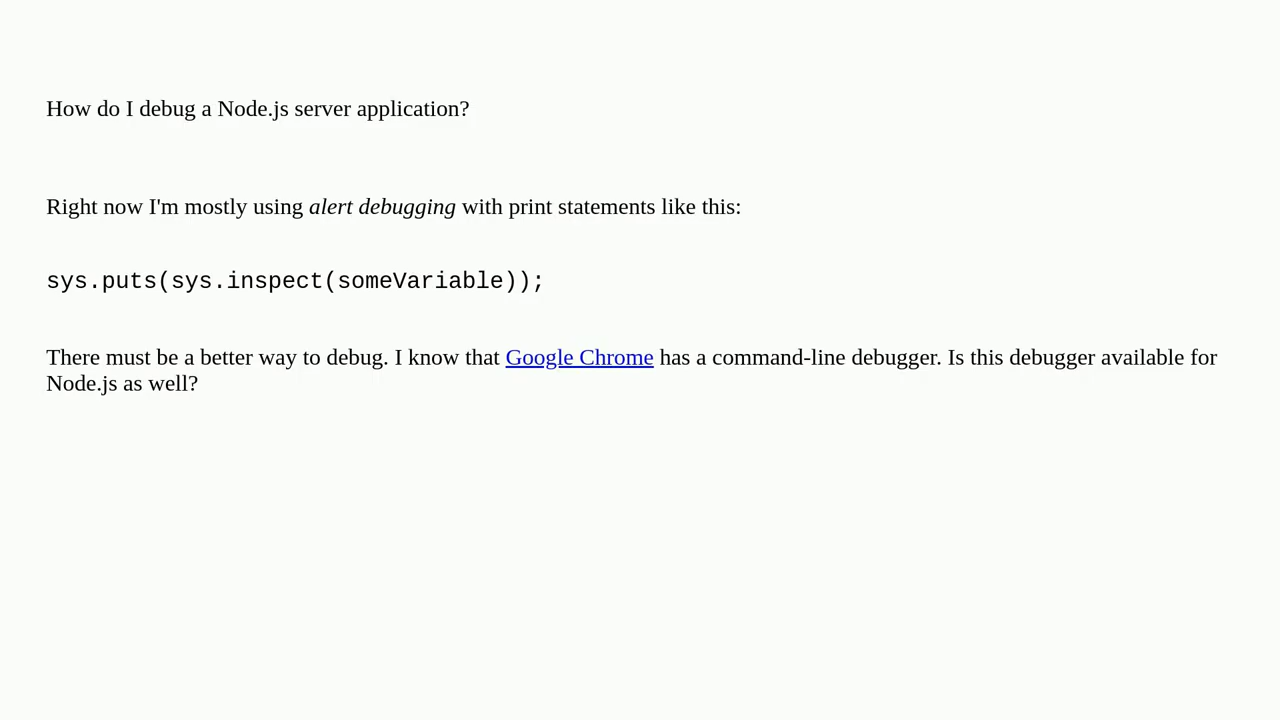 How do I debug a Node.js server application?
Right now I'm mostly using alert debugging with print statements like this:
sys.puts(sys.inspect(someVariable));
There must be a better way to debug. I know that Google Chrome has a command-line debugger. Is this debugger available for
Node.js as well?